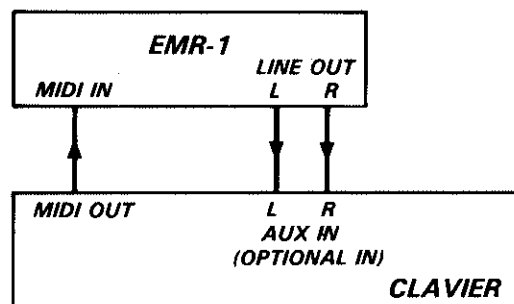 EMR-1
LINE OUT
MIDI IN L R
MIDI OUT L R
AUX IN
(OPTIONAL IN)
CLAVIER